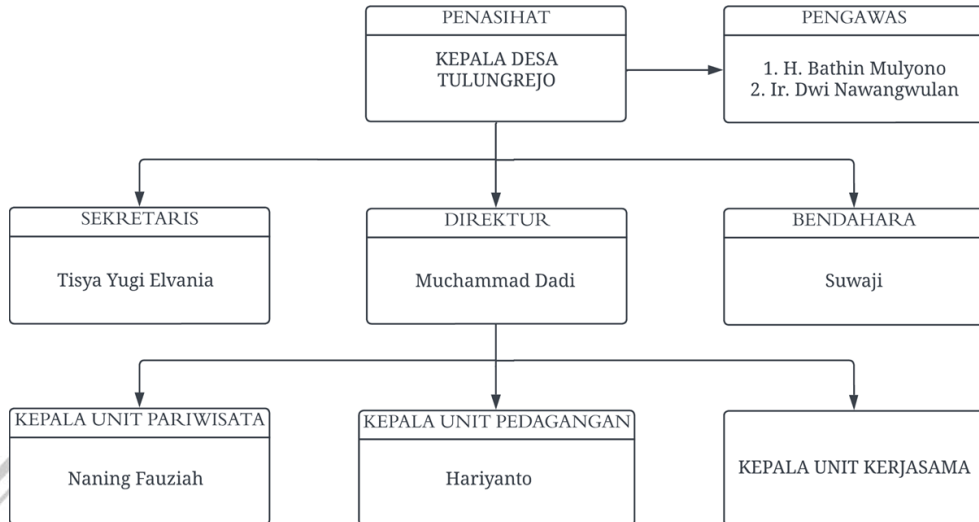 PENASIHAT
KEPALA DESA
TULUNGREJO
PENGAWAS
1. H. Bathin Mulyono
2. Ir. Dwi Nawangwulan
SEKRETARIS
Tisya Yugi Elvania
DIREKTUR
Muchammad Dadi
BENDAHARA
Suwaji
KEPALA UNIT PARIWISATA
Naning Fauziah
KEPALA UNIT PEDAGANGAN
Hariyanto
KEPALA UNIT KERJASAMA